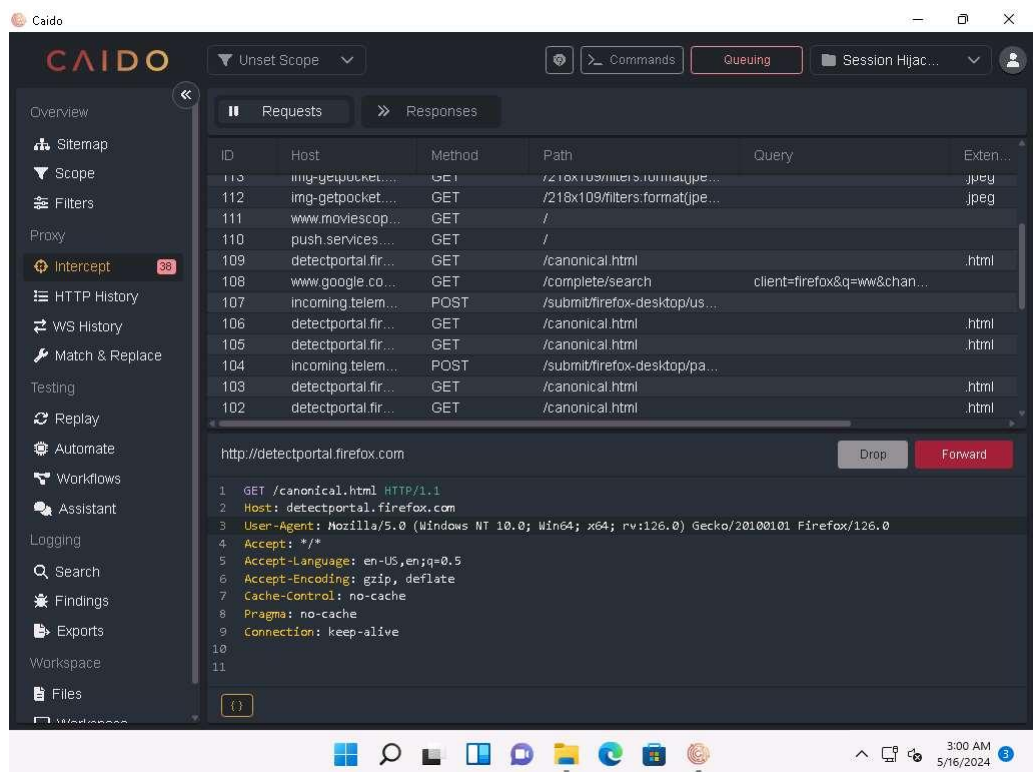 Caido
CAIDO
Unset Scope
Commands
Queuing
Session Hijac...
Overview
Sitemap
Scope
Filters
Proxy
Intercept 38
HTTP History
WS History
Match & Replace
Testing
Replay
Automate
Workflows
Assistant
Logging
Search
Findings
Exports
Workspace
Files
Workspace
Requests Responses
ID Host Method Path Query Exten...
113 img-getpocket.... GET /218x109/filters:format(jpe... .jpeg
112 img-getpocket.... GET /218x109/filters:format(jpe... .jpeg
111 www.moviescop... GET /
110 push.services.... GET /
109 detectportal.fir... GET /canonical.html .html
108 www.google.co... GET /complete/search client=firefox&q=ww&chan...
107 incoming.telem... POST /submit/firefox-desktop/us...
106 detectportal.fir... GET /canonical.html .html
105 detectportal.fir... GET /canonical.html .html
104 incoming.telem... POST /submit/firefox-desktop/pa...
103 detectportal.fir... GET /canonical.html .html
102 detectportal.fir... GET /canonical.html .html
http://detectportal.firefox.com Drop Forward
1 GET /canonical.html HTTP/1.1
2 Host: detectportal.firefox.com
3 User-Agent: Mozilla/5.0 (Windows NT 10.0; Win64; x64; rv:126.0) Gecko/20100101 Firefox/126.0
4 Accept: */*
5 Accept-Language: en-US,en;q=0.5
6 Accept-Encoding: gzip, deflate
7 Cache-Control: no-cache
8 Pragma: no-cache
9 Connection: keep-alive
10
11
{}
3:00 AM
5/16/2024
3